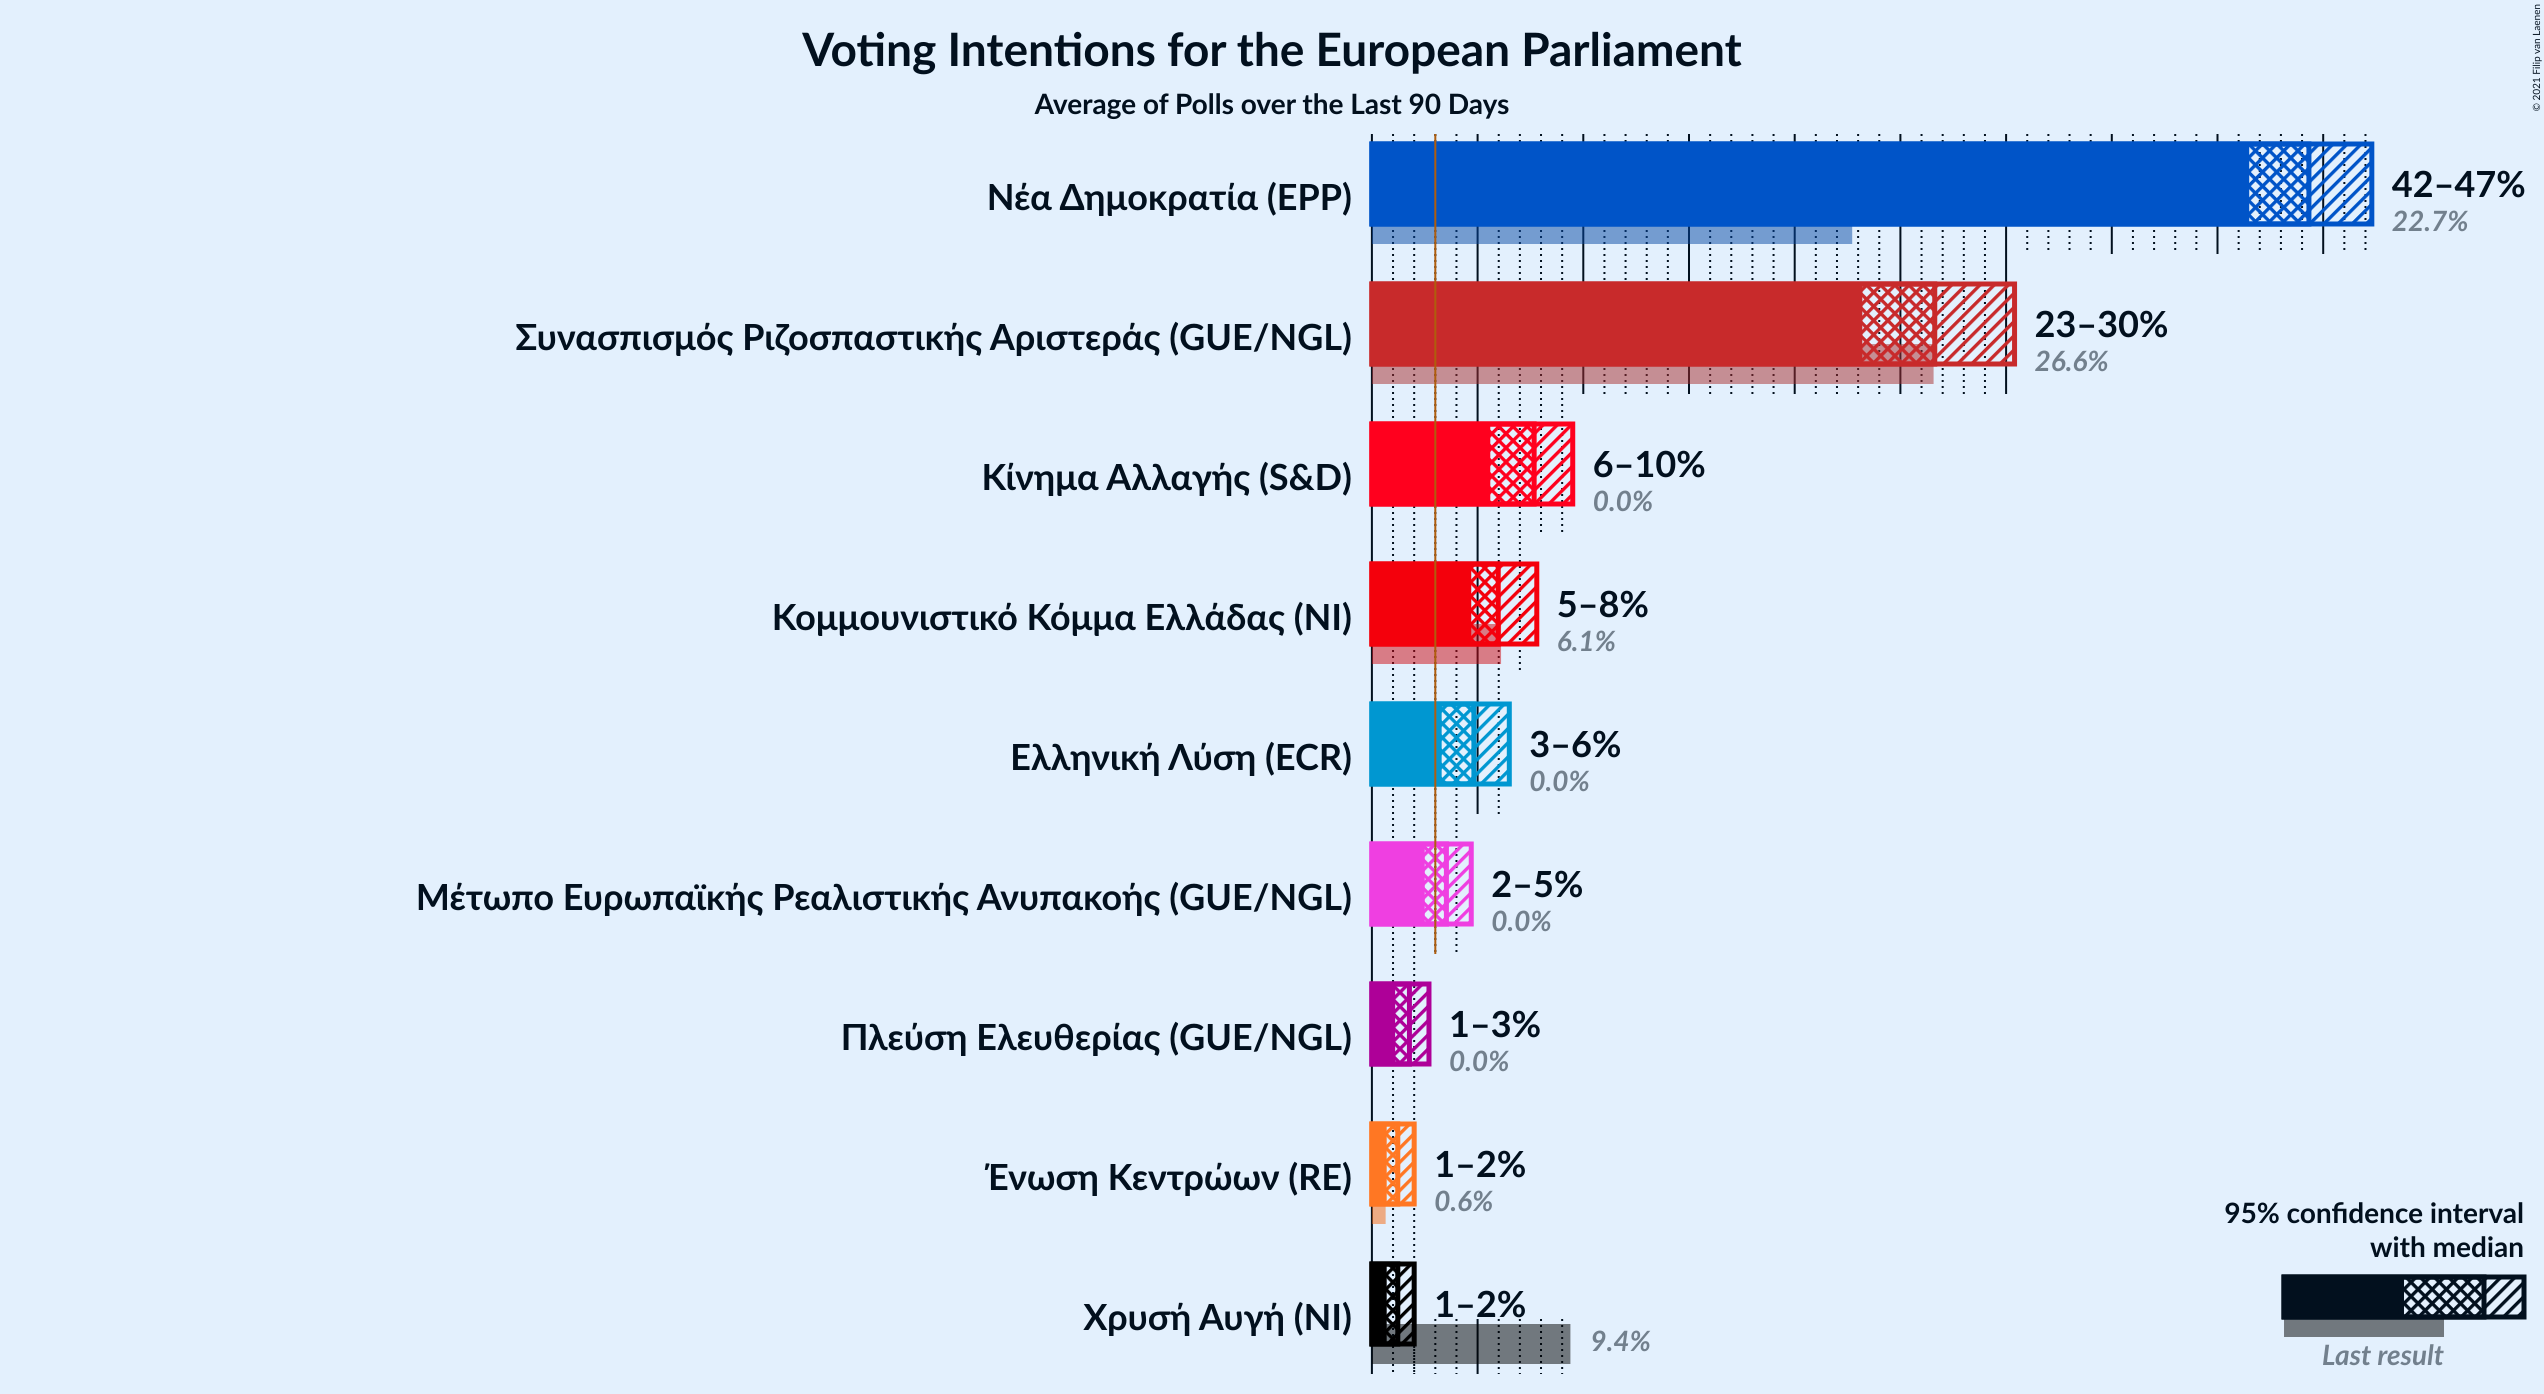 Voting Intentions for the European Parliament
Average of Polls over the Last 90 Days
© 2021 Filip van Laenen
Νέα Δημοκρατία (EPP)
42–47%
22.7%
Συνασπισμός Ριζοσπαστικής Αριστεράς (GUE/NGL)
23–30%
26.6%
Κίνημα Αλλαγής (S&D)
6–10%
0.0%
Κομμουνιστικό Κόμμα Ελλάδας (NI)
5–8%
6.1%
Ελληνική Λύση (ECR)
3–6%
0.0%
Μέτωπο Ευρωπαϊκής Ρεαλιστικής Ανυπακοής (GUE/NGL)
2–5%
0.0%
Πλεύση Ελευθερίας (GUE/NGL)
1–3%
0.0%
Ένωση Κεντρώων (RE)
1–2%
0.6%
Χρυσή Αυγή (NI)
1–2%
9.4%
95% confidence interval
with median
Last result